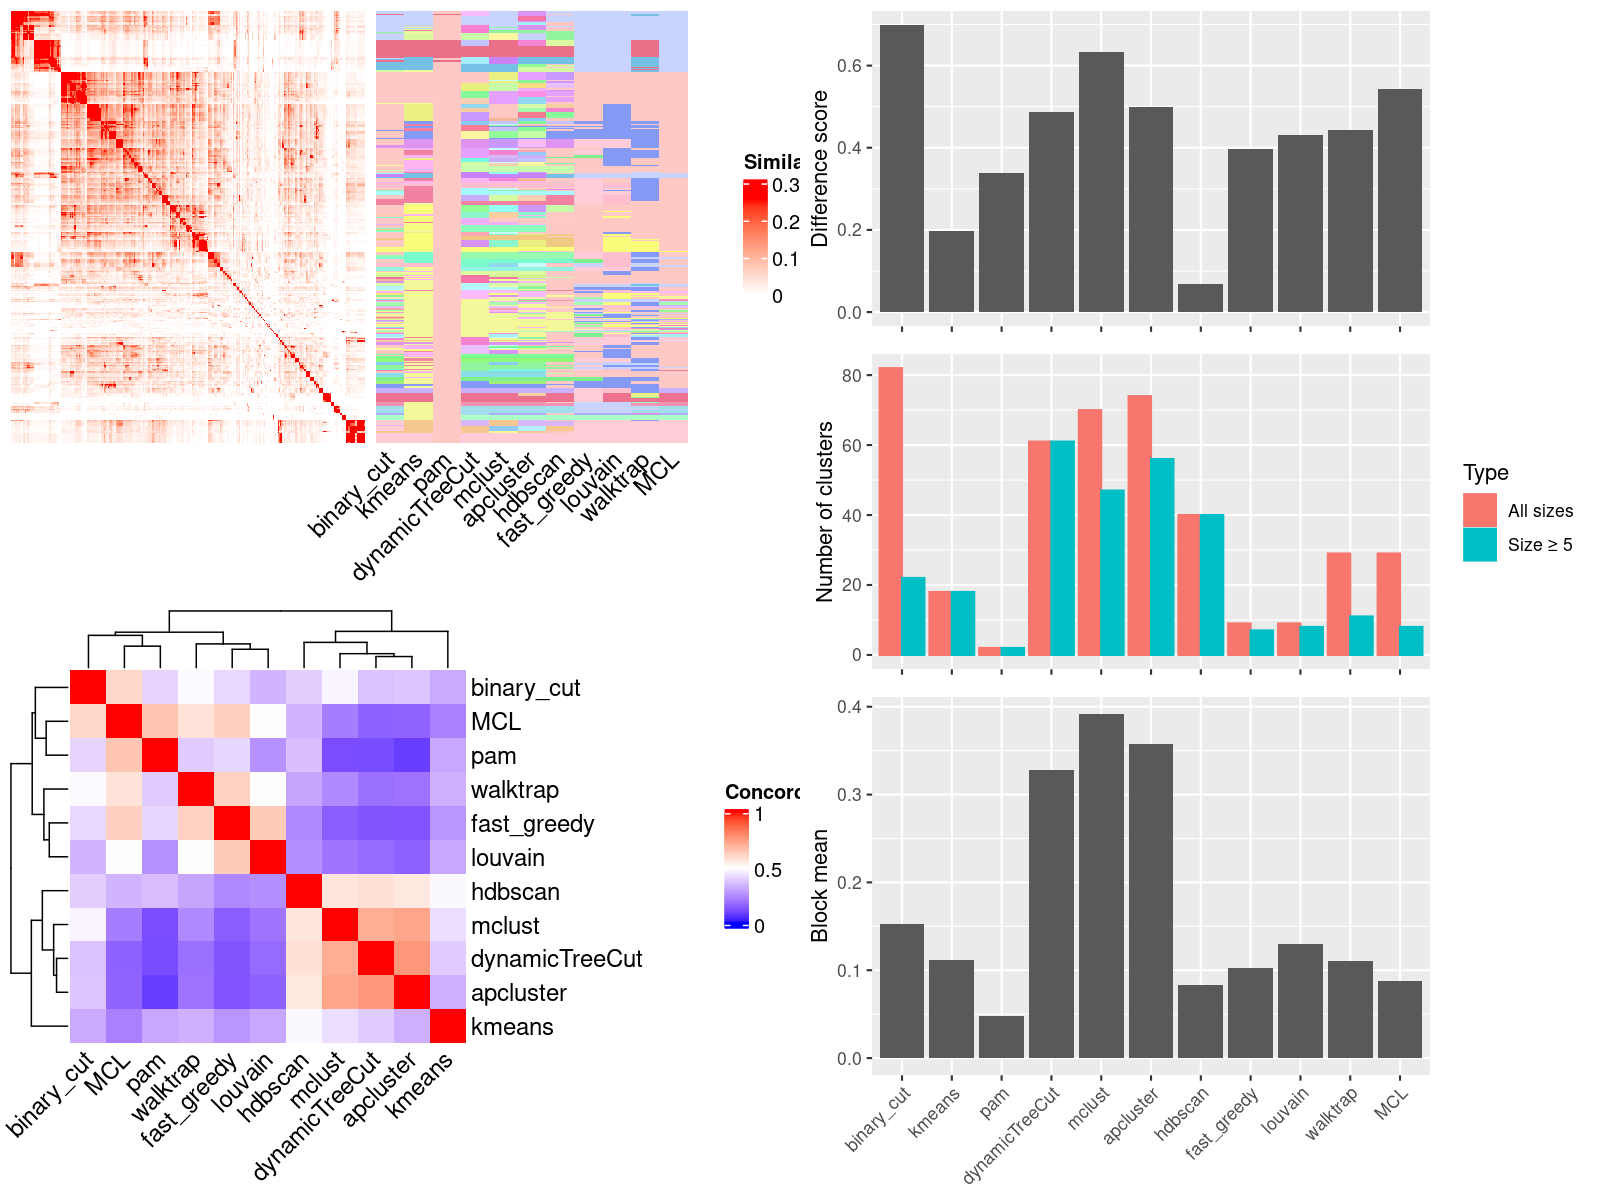 Simila
0.3
0.2
0.1
0
binary_cut
kmeans
pam
dynamicTreeCut
mclust
apcluster
hdbscan
fast_greedy
louvain
walktrap
MCL
binary_cut
MCL
pam
walktrap
fast_greedy
louvain
hdbscan
mclust
dynamicTreeCut
apcluster
kmeans
binary_cut
MCL
pam
walktrap
fast_greedy
louvain
hdbscan
mclust
dynamicTreeCut
apcluster
kmeans
Concord
1
0.5
0
Difference score
0.6
0.4
0.2
0.0
Number of clusters
80
60
40
20
0
Type
All sizes
Size ≥ 5
Block mean
0.4
0.3
0.2
0.1
0.0
binary_cut
kmeans
pam
dynamicTreeCut
mclust
apcluster
hdbscan
fast_greedy
louvain
walktrap
MCL